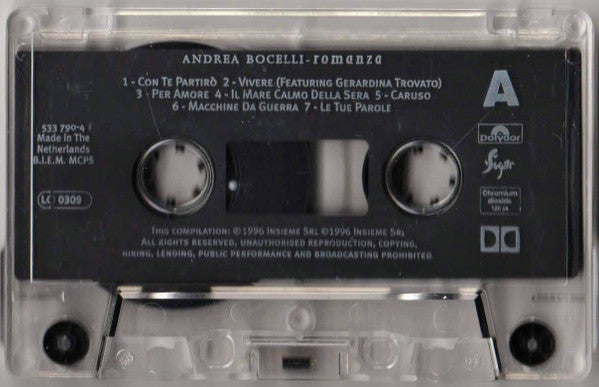 ANDREA BOCELLI-romanza
1 - CON TE PARTIRÒ 2 - VIVERE (FEATURING GERARDINA TROVATO)
3 - PER AMORE 4 - IL MARE CALMO DELLA SERA 5 - CARUSO
6 - MACCHINE DA GUERRA 7 - LE TUE PAROLE
A
533 790-4
Made in The
Netherlands
B.I.E.M. MCPS
LC 0309
polydor
Sugar
Chromium
dioxide
120 µs
THIS COMPILATION: ℗1996 INSIEME SRL ©1996 INSIEME SRL
ALL RIGHTS RESERVED, UNAUTHORISED REPRODUCTION, COPYING,
HIRING, LENDING, PUBLIC PERFORMANCE AND BROADCASTING PROHIBITED.